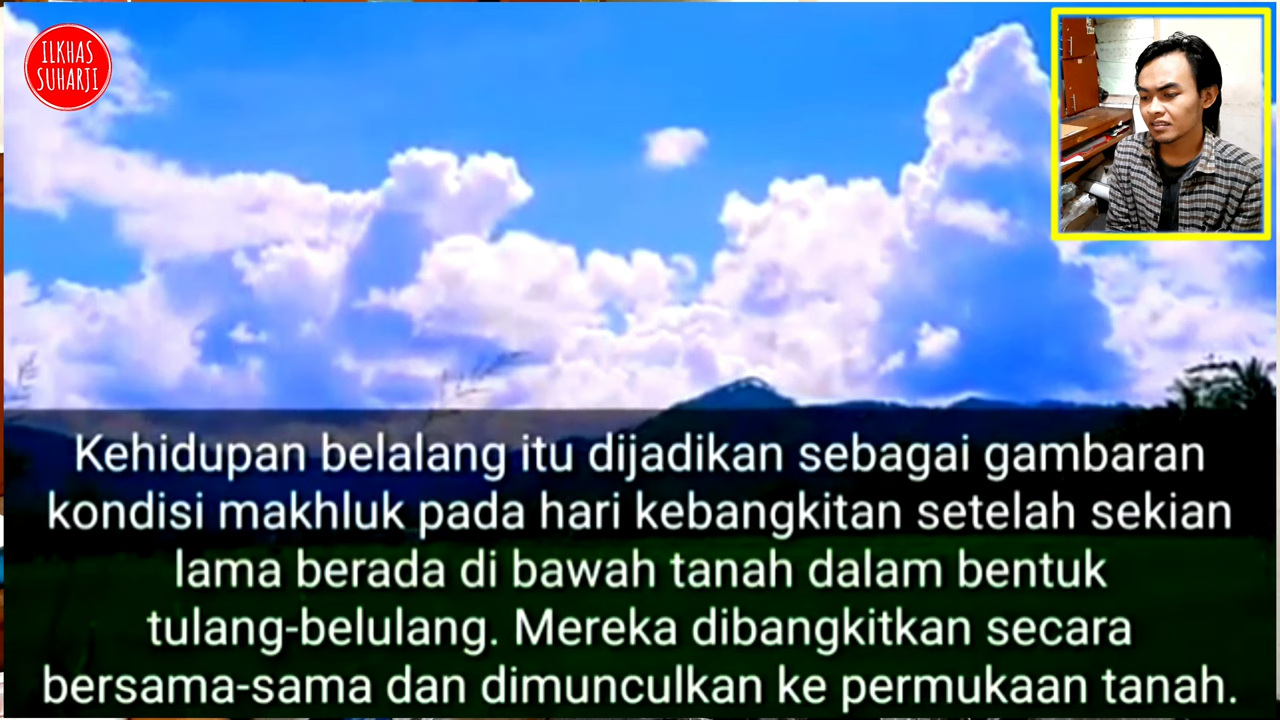 ILKHAS
SUHARJI
Kehidupan belalang itu dijadikan sebagai gambaran
kondisi makhluk pada hari kebangkitan setelah sekian
lama berada di bawah tanah dalam bentuk
tulang-belulang. Mereka dibangkitkan secara
bersama-sama dan dimunculkan ke permukaan tanah.